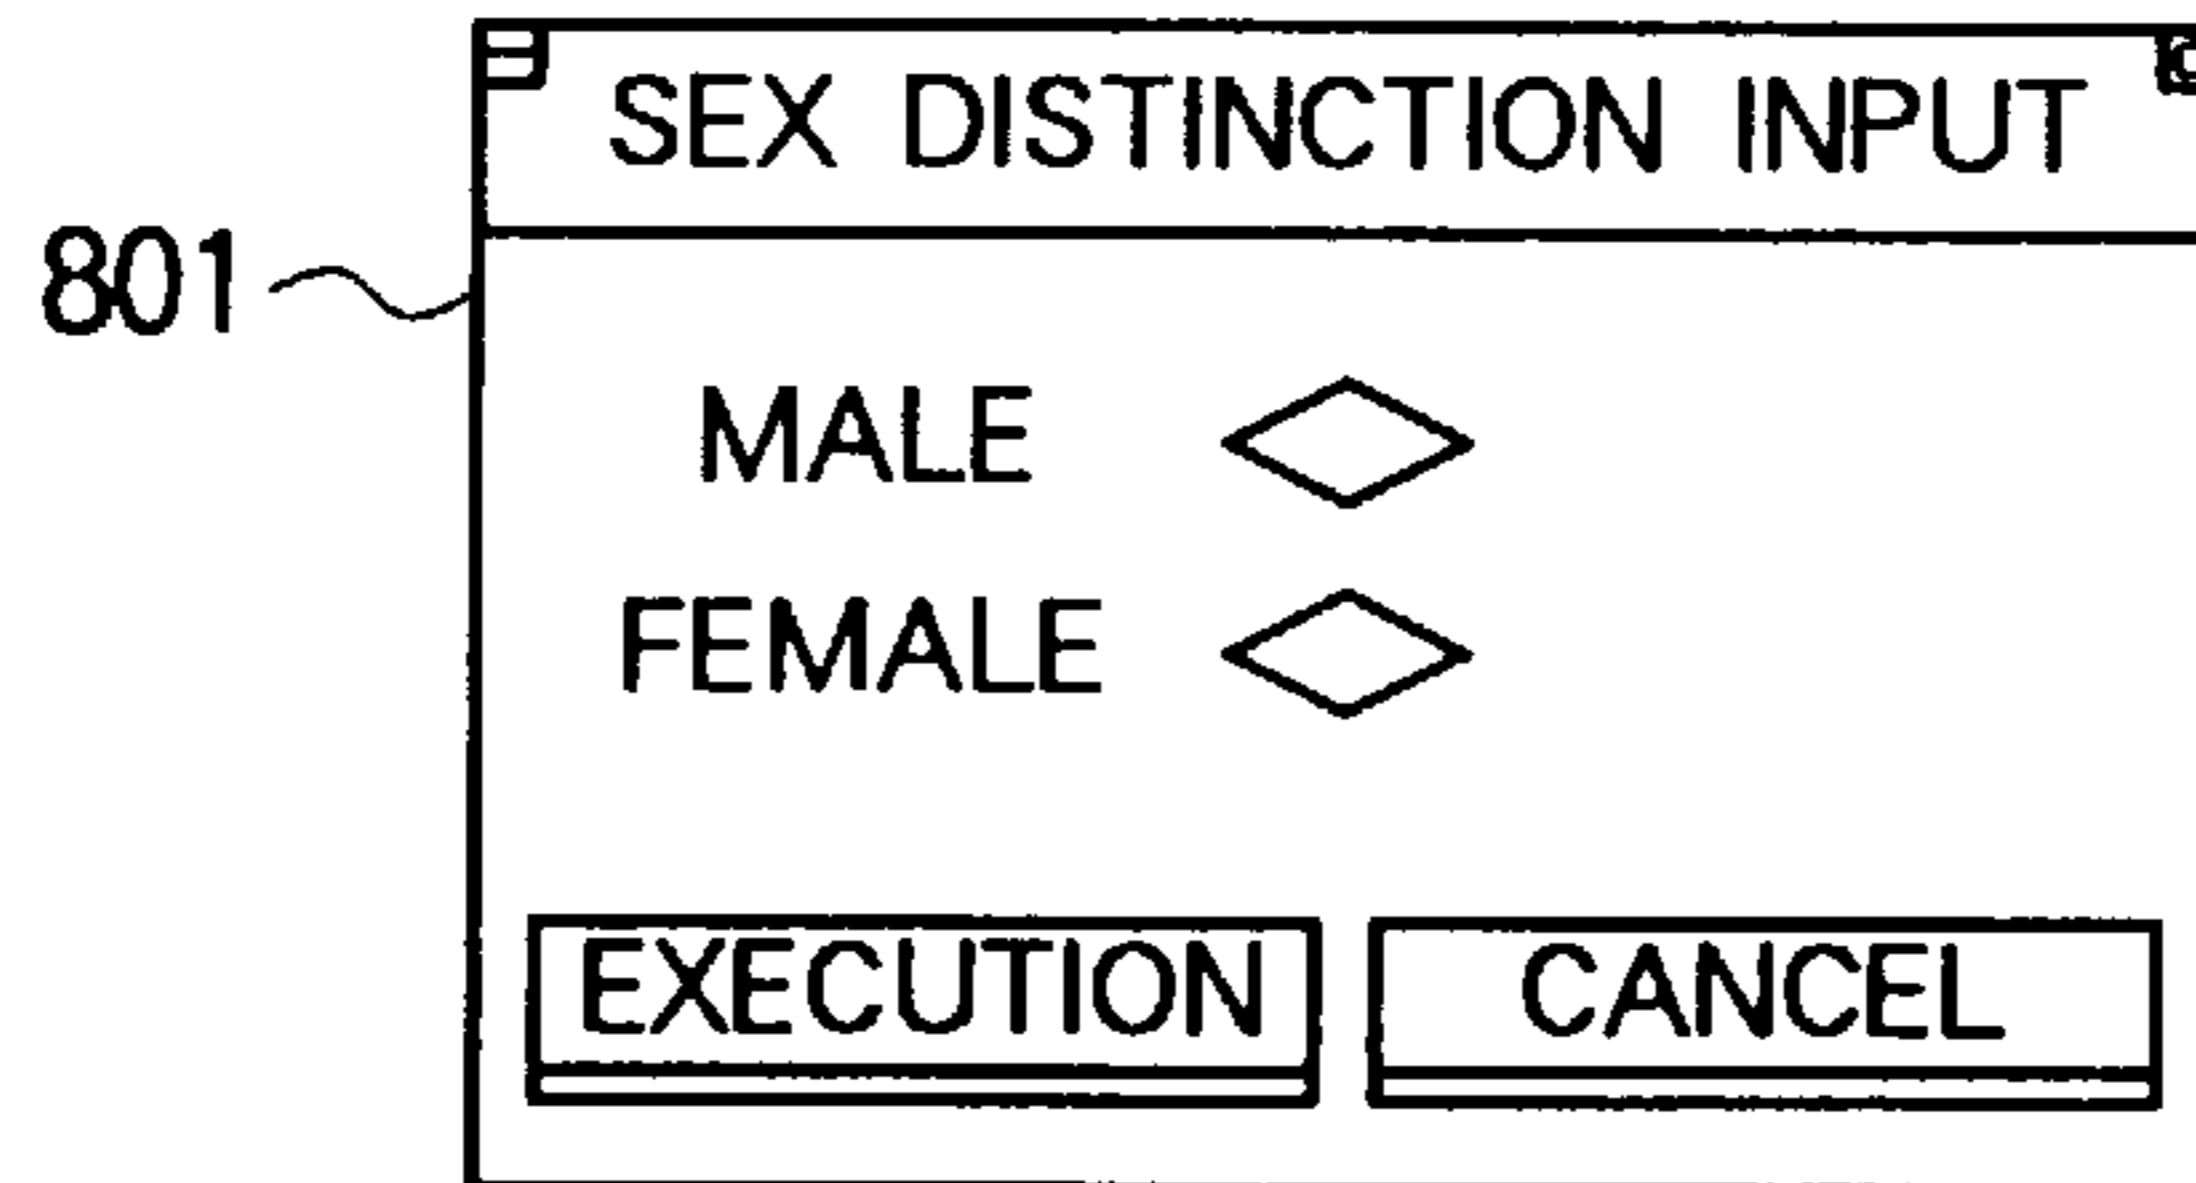 SEX DISTINCTION INPUT
801
MALE
FEMALE
EXECUTION CANCEL